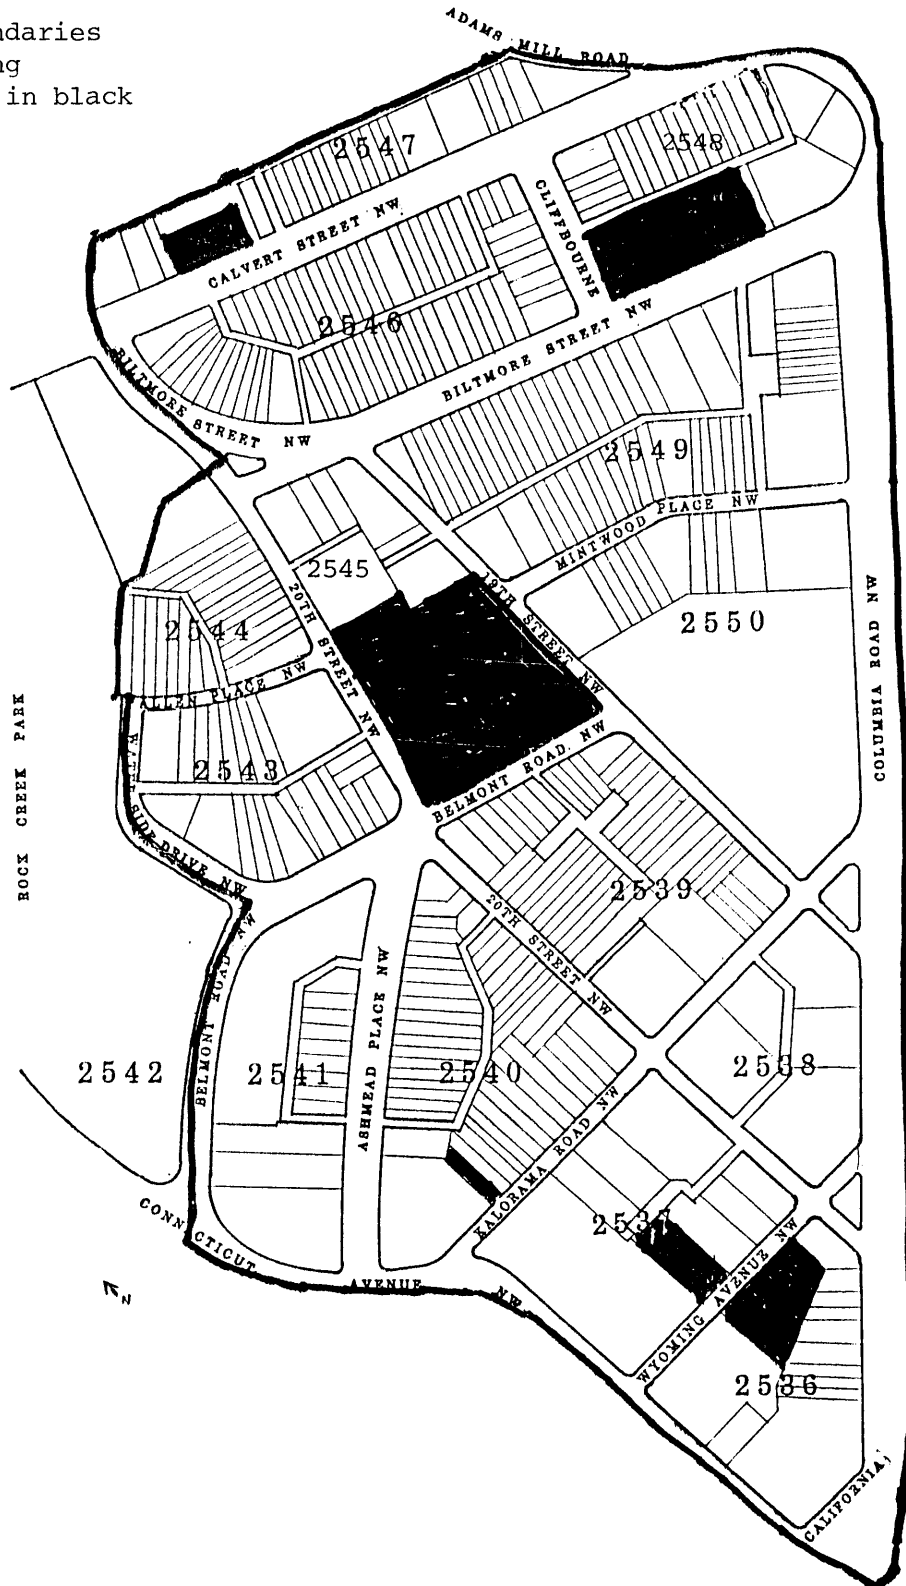 ndaries
ng
in black
ADAMS MILL ROAD
2547
2548
CALVERT STREET NW
CLIFFBOURNE
2546
BILTMORE STREET NW
BILTMORE STREET NW
2549
MINTWOOD PLACE NW
2545
19TH STREET NW
20TH STREET NW
2544
2550
ALLEN PLACE NW
COLUMBIA ROAD NW
ROCK CREEK PARK
2543
BELMONT ROAD NW
WATERSIDE DRIVE NW
2539
20TH STREET NW
BELMONT ROAD NW
ASHMEAD PLACE NW
2542
2541
2540
2538
KALORAMA ROAD NW
CONNECTICUT AVENUE NW
2537
WYOMING AVENUE NW
N
2536
CALIFORNIA